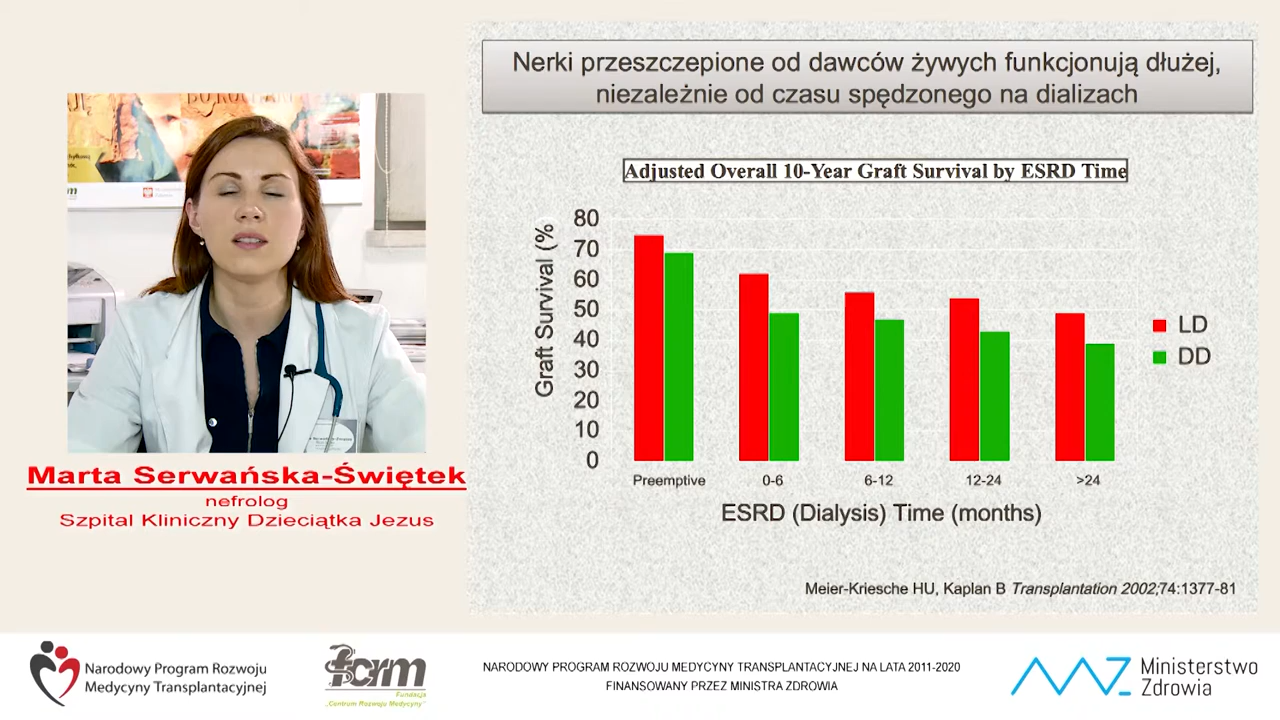 Nerki przeszczepione od dawców żywych funkcjonują dłużej,
niezależnie od czasu spędzonego na dializach
Adjusted Overall 10-Year Graft Survival by ESRD Time
Graft Survival (%
80
70
60
50
40
30
20
10
0
Preemptive
0-6
6-12
12-24
>24
ESRD (Dialysis) Time (months)
LD
DD
Meier-Kriesche HU, Kaplan B Transplantation 2002;74:1377-81
Marta Serwańska-Świętek
nefrolog
Szpital Kliniczny Dzieciątka Jezus
Narodowy Program Rozwoju
Medycyny Transplantacyjnej
fcrm
Fundacja
„Centrum Rozwoju Medycyny"
NARODOWY PROGRAM ROZWOJU MEDYCYNY TRANSPLANTACYJNEJ NA LATA 2011-2020
FINANSOWANY PRZEZ MINISTRA ZDROWIA
Ministerstwo
Zdrowia